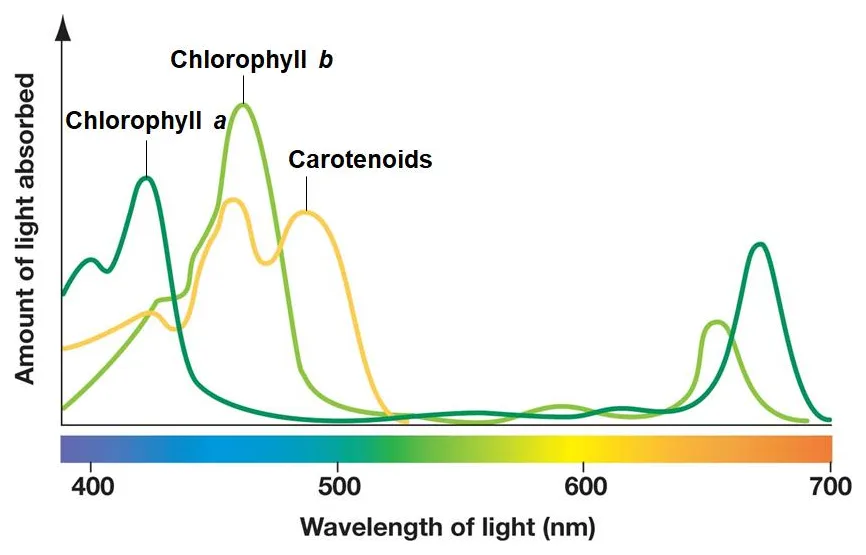 Chlorophyll b
Chlorophyll a
Carotenoids
Amount of light absorbed
400 500 600 700
Wavelength of light (nm)